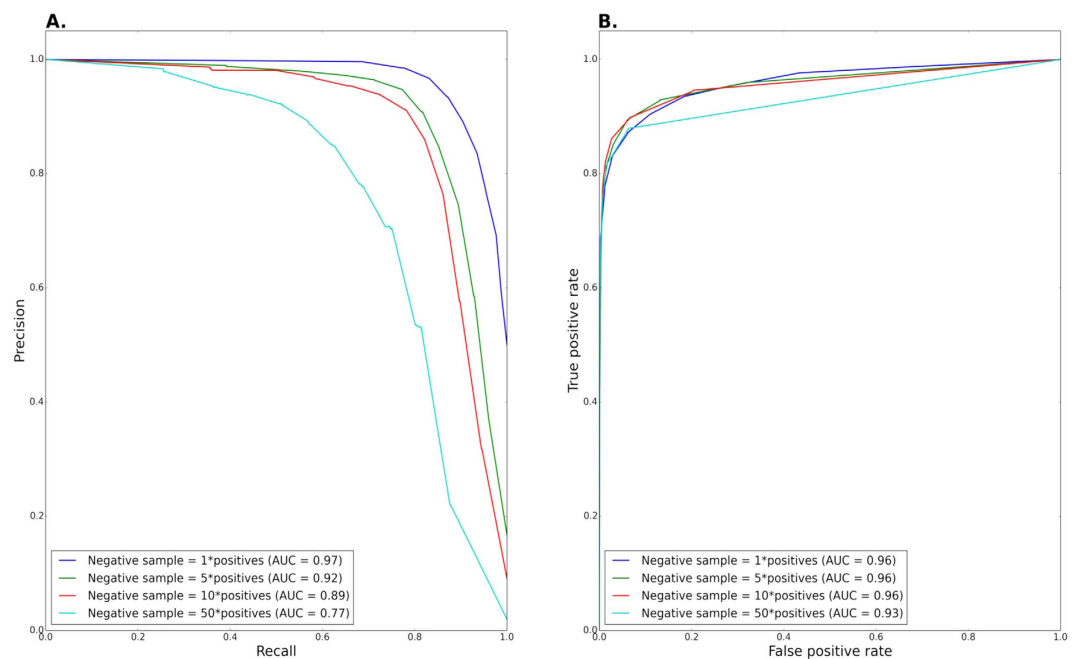 A.
1.0
0.8
0.6
0.4
0.2
0.0
Precision
0.0 0.2 0.4 0.6 0.8 1.0
Recall
Negative sample = 1*positives (AUC = 0.97)
Negative sample = 5*positives (AUC = 0.92)
Negative sample = 10*positives (AUC = 0.89)
Negative sample = 50*positives (AUC = 0.77)
B.
1.0
0.8
0.6
0.4
0.2
0.0
True positive rate
0.0 0.2 0.4 0.6 0.8 1.0
False positive rate
Negative sample = 1*positives (AUC = 0.96)
Negative sample = 5*positives (AUC = 0.96)
Negative sample = 10*positives (AUC = 0.96)
Negative sample = 50*positives (AUC = 0.93)